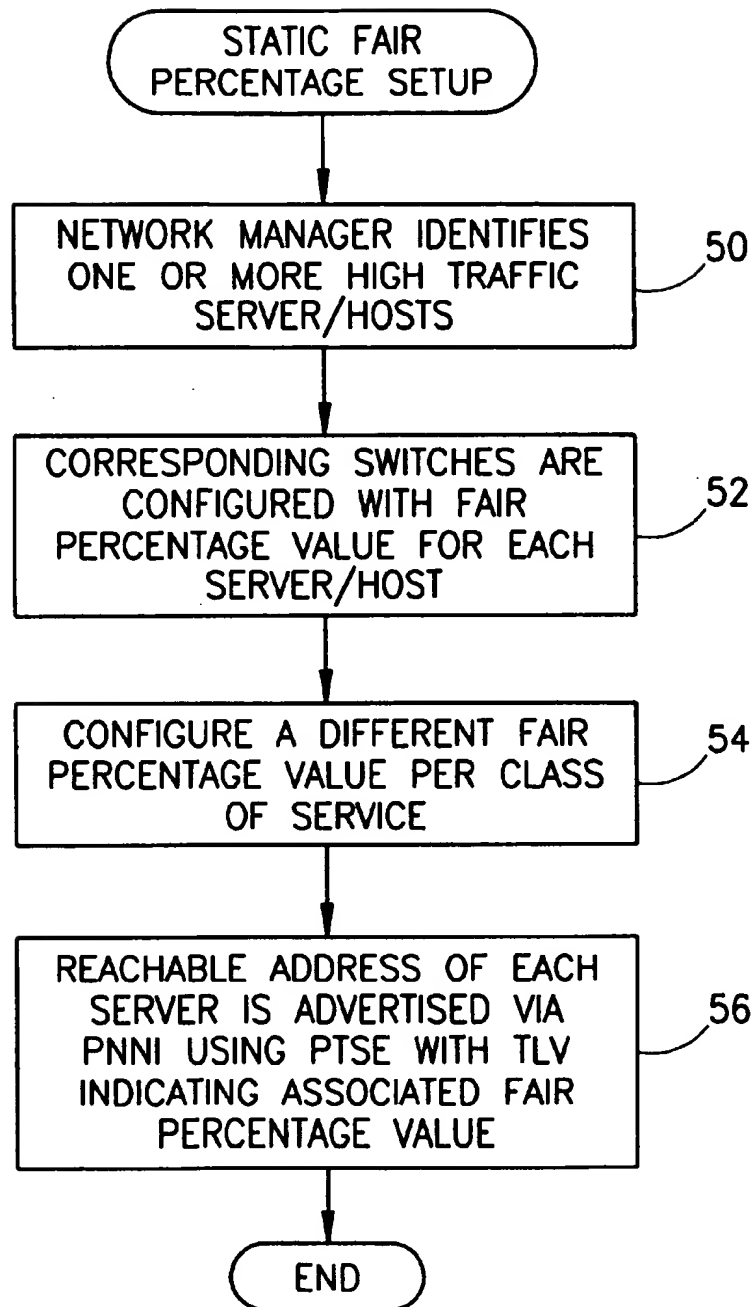 STATIC FAIR
PERCENTAGE SETUP
NETWORK MANAGER IDENTIFIES
ONE OR MORE HIGH TRAFFIC
SERVER/HOSTS
50
CORRESPONDING SWITCHES ARE
CONFIGURED WITH FAIR
PERCENTAGE VALUE FOR EACH
SERVER/HOST
52
CONFIGURE A DIFFERENT FAIR
PERCENTAGE VALUE PER CLASS
OF SERVICE
54
REACHABLE ADDRESS OF EACH
SERVER IS ADVERTISED VIA
PNNI USING PTSE WITH TLV
INDICATING ASSOCIATED FAIR
PERCENTAGE VALUE
56
END